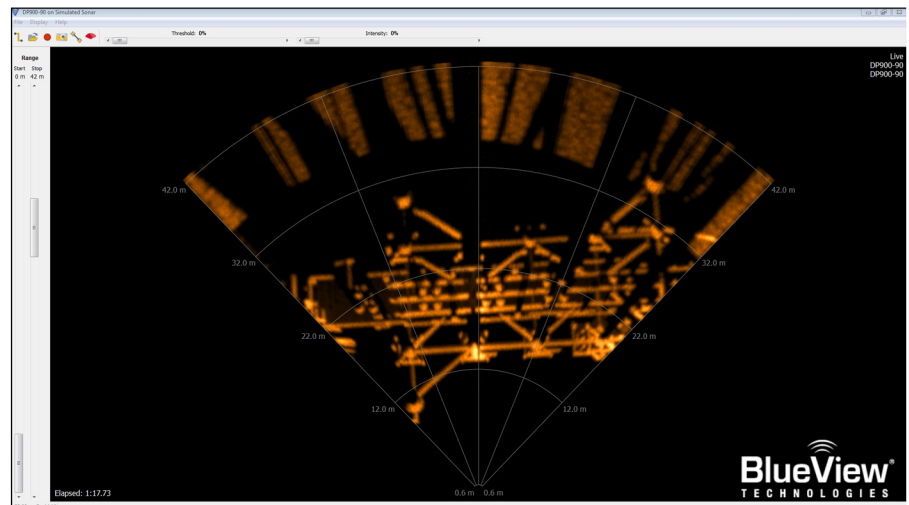 DP900-90 on Simulated Sonar
File Display Help
Threshold: 0%
Intensity: 0%
Range
Start Stop
0 m 42 m
Live
DP900-90
DP900-90
42.0 m
42.0 m
32.0 m
32.0 m
22.0 m
22.0 m
12.0 m
12.0 m
0.6 m 0.6 m
Elapsed: 1:17.73
BlueView®
TECHNOLOGIES